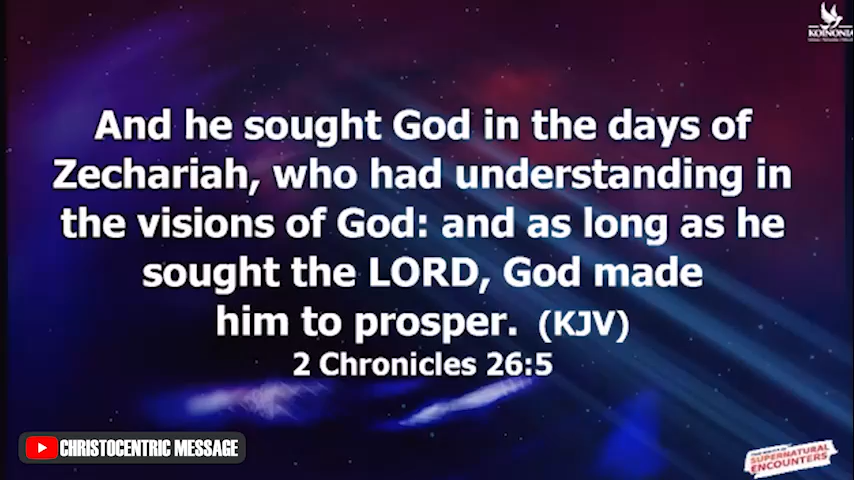 KOINONIA
And he sought God in the days of
Zechariah, who had understanding in
the visions of God: and as long as he
sought the LORD, God made
him to prosper. (KJV)
2 Chronicles 26:5
CHRISTOCENTRIC MESSAGE
SUPERNATURAL
ENCOUNTERS